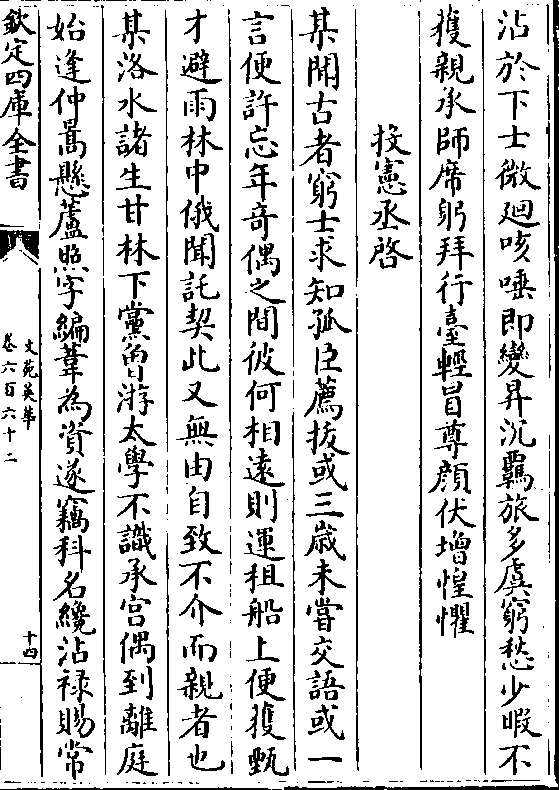 沾於下士微廻咳唾即變昇沉羈旅多虞窮愁少暇不
獲親承師席躬拜行臺輕冒尊顔伏增惶懼
投憲丞啓
某聞古者窮士求知孤臣薦拔或三歲未嘗交語或一
言便許忘年竒偶之間彼何相遠則運租船上便獲甄
才避雨林中俄聞託契此又無由自致不介而親者也
某洛水諸生甘林下黨曽游太學不識承宫偶到離庭
始逢仲暠懸蘆照字編葦為資遂竊科名纔沾禄賜常
欽定四庫全書
文苑英華
卷六百六十二
十四